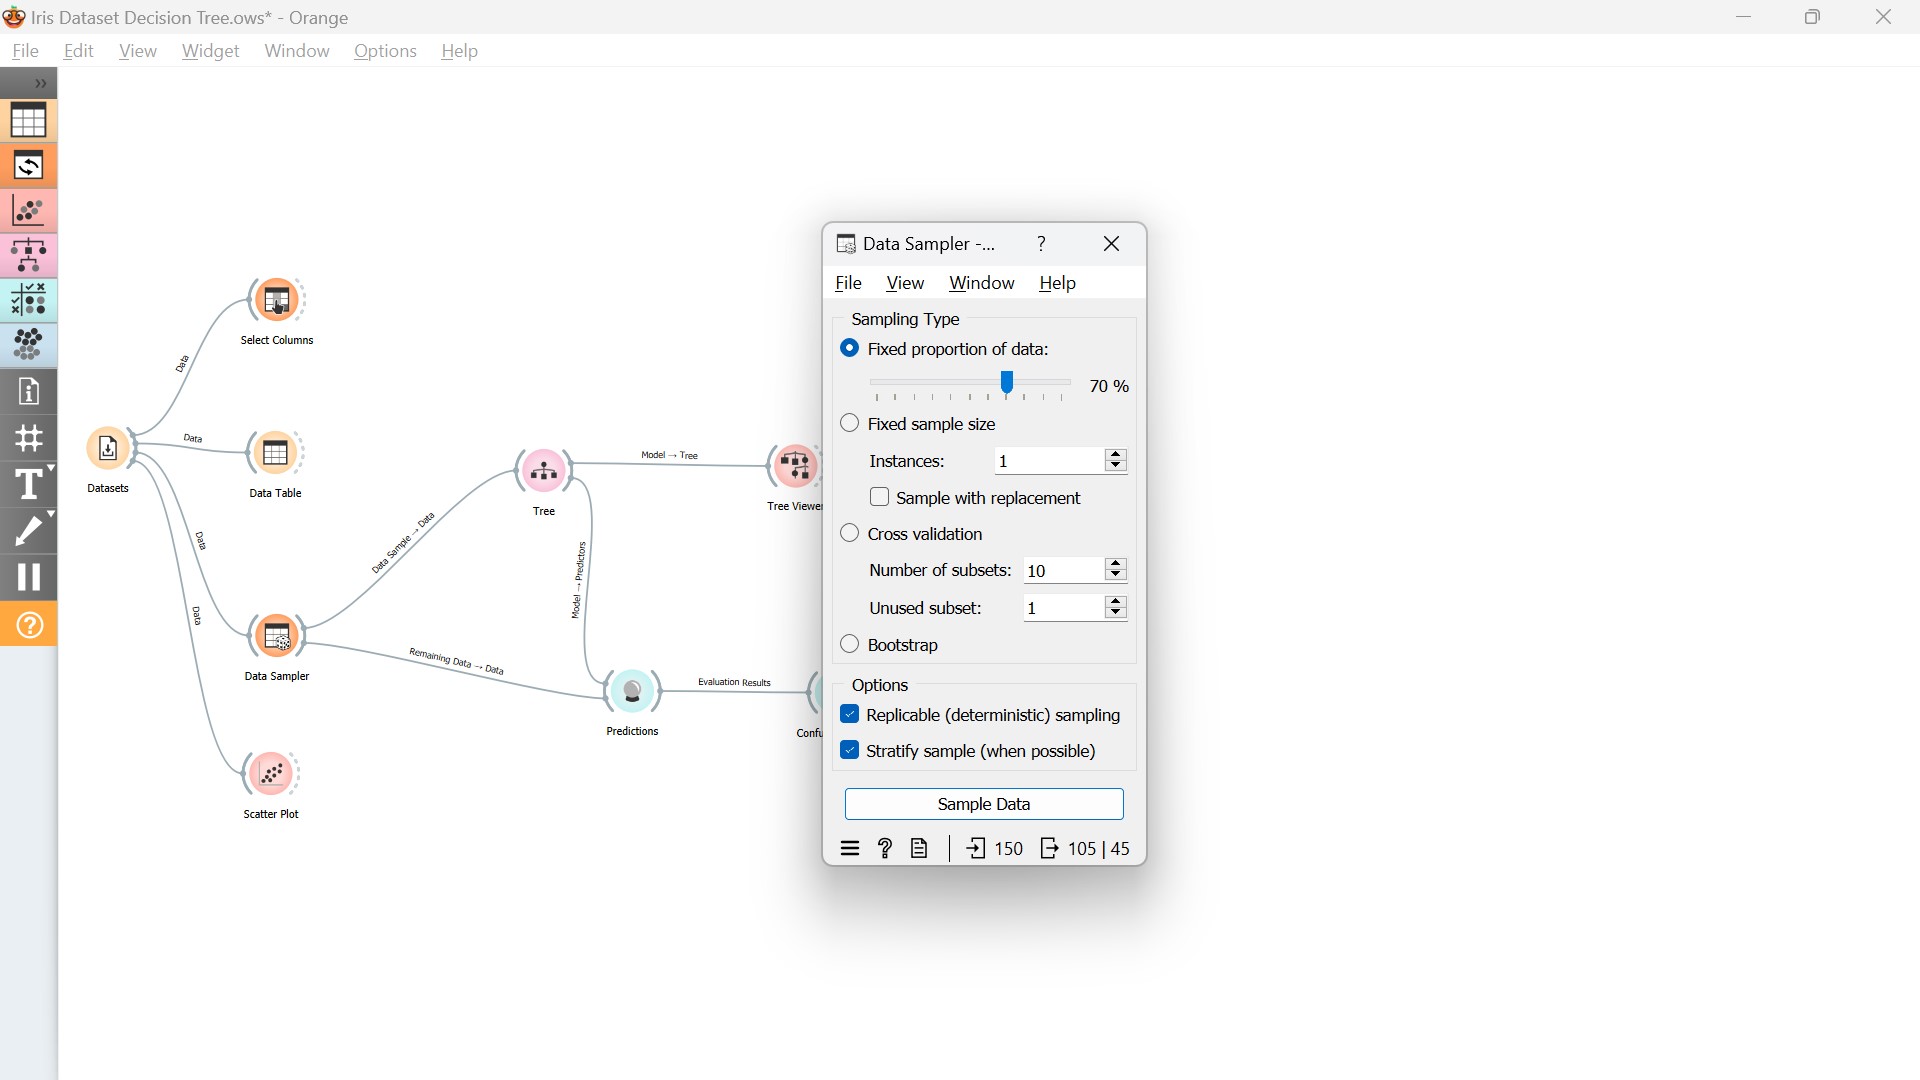 Iris Dataset Decision Tree.ows* - Orange
File Edit View Widget Window Options Help
Select Columns
Data
Data
Datasets
Data Table
Data
Data
Data Sample → Data
Tree
Model → Tree
Tree Viewer
Model → Predictors
Data Sampler
Remaining Data → Data
Predictions
Evaluation Results
Confu
Scatter Plot
Data Sampler -... ?
File View Window Help
Sampling Type
Fixed proportion of data:
70 %
Fixed sample size
Instances: 1
Sample with replacement
Cross validation
Number of subsets: 10
Unused subset: 1
Bootstrap
Options
Replicable (deterministic) sampling
Stratify sample (when possible)
Sample Data
? 150 105 | 45